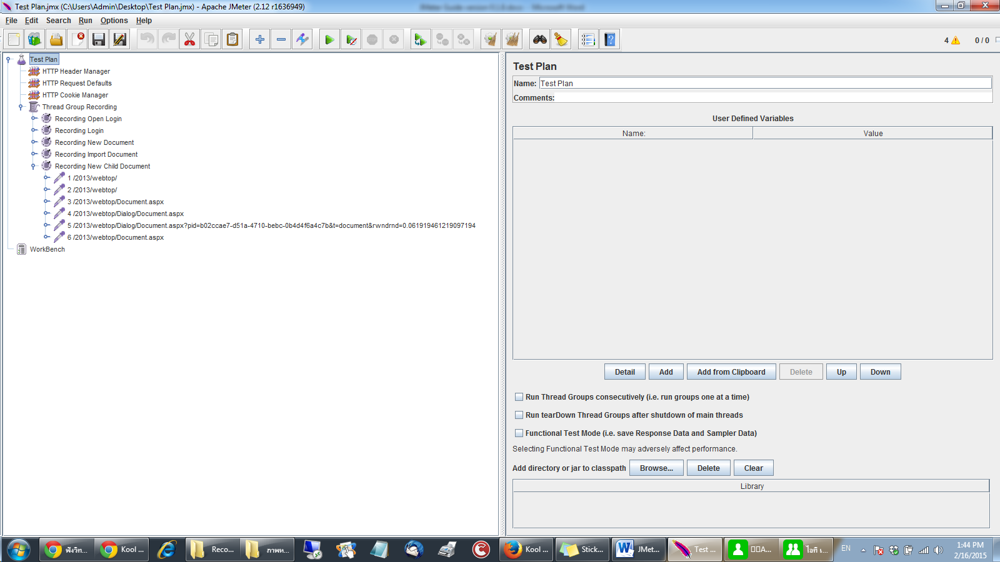 Test Plan.jmx (C:\Users\Admin\Desktop\Test Plan.jmx) - Apache JMeter (2.12 r1636949)
File Edit Search Run Options Help
4 0 / 0
Test Plan
HTTP Header Manager
HTTP Request Defaults
HTTP Cookie Manager
Thread Group Recording
Recording Open Login
Recording Login
Recording New Document
Recording Import Document
Recording New Child Document
1 /2013/webtop/
2 /2013/webtop/
3 /2013/webtop/Document.aspx
4 /2013/webtop/Dialog/Document.aspx
5 /2013/webtop/Dialog/Document.aspx?pid=b02ccae7-d51a-4710-bebc-0b4d4f6a4c7b&t=document&rwndrnd=0.061919461219097194
6 /2013/webtop/Document.aspx
WorkBench
Test Plan
Name: Test Plan
Comments:
User Defined Variables
Name: Value
Detail Add Add from Clipboard Delete Up Down
Run Thread Groups consecutively (i.e. run groups one at a time)
Run tearDown Thread Groups after shutdown of main threads
Functional Test Mode (i.e. save Response Data and Sampler Data)
Selecting Functional Test Mode may adversely affect performance.
Add directory or jar to classpath Browse... Delete Clear
Library
ฟังวิท... Kool ... Reco... ภาพห... Kool ... Stick... JMet... Test ... A... ไอที เ... EN
1:44 PM
2/16/2015